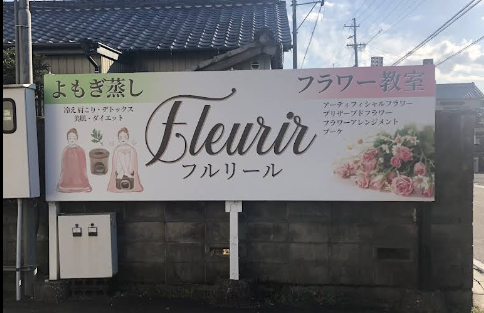 よもぎ蒸し
冷え肩こり・デトックス
美肌・ダイエット
Fleurir
フルリール
フラワー教室
アーティフィシャルフラワー
プリザーブドフラワー
フラワーアレンジメント
ブーケ